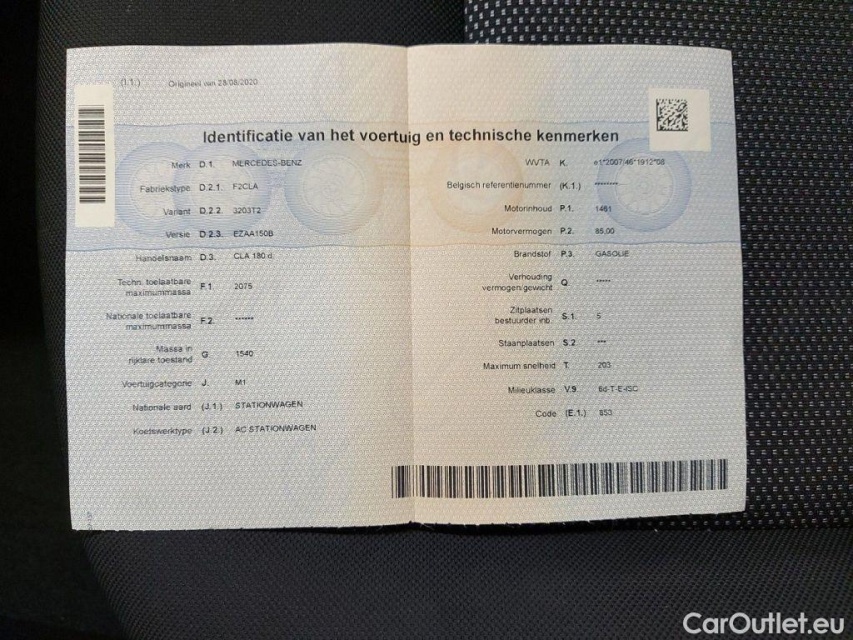 (I.1.) Origineel van 28/08/2020
Identificatie van het voertuig en technische kenmerken
Merk D.1. MERCEDES-BENZ
Fabriekstype D.2.1. F2CLA
Variant D.2.2. 3203T2
Versie D.2.3. EZAA150B
Handelsnaam D.3. CLA 180 d
Techn. toelaatbare
maximummassa F.1. 2075
Nationale toelaatbare
maximummassa F.2. ******
Massa in
rijklare toestand G. 1540
Voertuigcategorie J. M1
Nationale aard (J.1.) STATIONWAGEN
Koetswerktype (J.2.) AC STATIONWAGEN
WVTA K. e1*2007/46*1912*08
Belgisch referentienummer (K.1.) ********
Motorinhoud P.1. 1461
Motorvermogen P.2. 85,00
Brandstof P.3. GASOLIE
Verhouding
vermogen/gewicht Q. *****
Zitplaatsen
bestuurder inb. S.1. 5
Staanplaatsen S.2. ***
Maximum snelheid T. 203
Milieuklasse V.9. 6d-T-E-ISC
Code (E.1.) 653
CarOutlet.eu